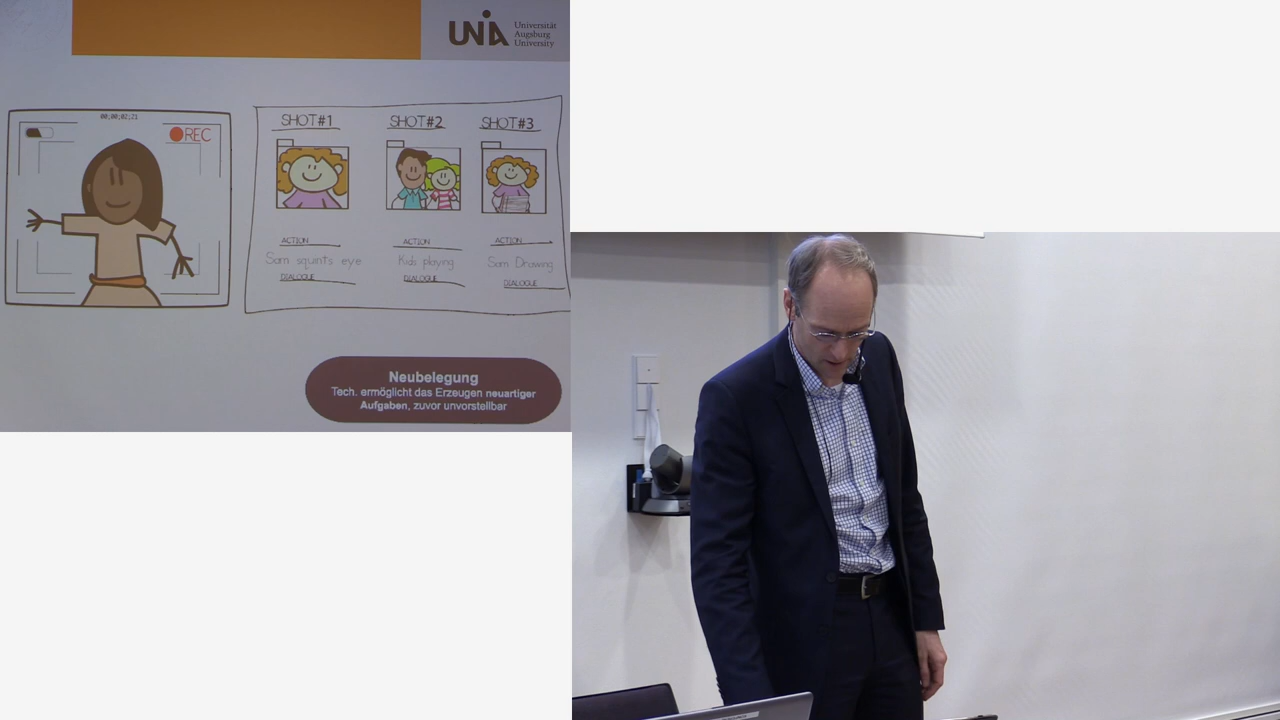 UNIA Universität
Augsburg
University
00;00;02;21
REC
SHOT#1 SHOT#2 SHOT#3
ACTION ACTION ACTION
Sam squints eye Kids playing Sam Drawing
DIALOGUE DIALOGUE DIALOGUE
Neubelegung
Tech. ermöglicht das Erzeugen neuartiger
Aufgaben, zuvor unvorstellbar